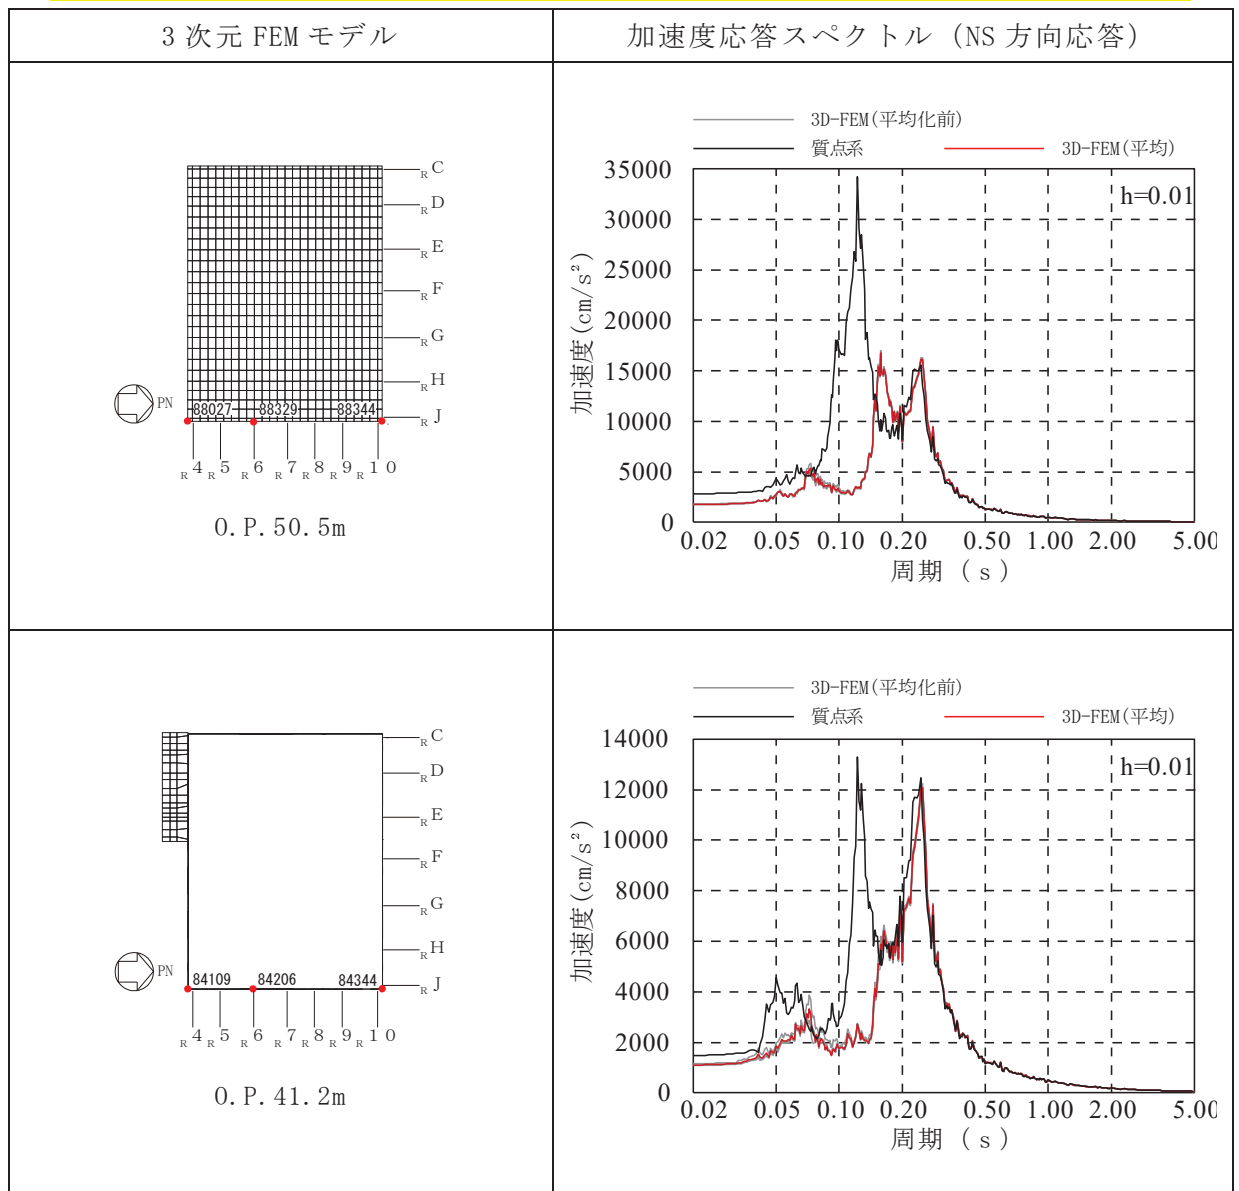 3次元 FEM モデル
加速度応答スペクトル（NS 方向応答）
R C
R D
R E
R F
R G
R H
R J
PN
88027 88329 88344
R 4 R 5 R 6 R 7 R 8 R 9 R 1 0
O.P.50.5m
3D-FEM(平均化前)
質点系 3D-FEM(平均)
h=0.01
35000
30000
25000
20000
15000
10000
5000
0
加速度(cm/s²)
0.02 0.05 0.10 0.20 0.50 1.00 2.00 5.00
周期（s）
R C
R D
R E
R F
R G
R H
R J
PN
84109 84206 84344
R 4 R 5 R 6 R 7 R 8 R 9 R 1 0
O.P.41.2m
3D-FEM(平均化前)
質点系 3D-FEM(平均)
h=0.01
14000
12000
10000
8000
6000
4000
2000
0
加速度(cm/s²)
0.02 0.05 0.10 0.20 0.50 1.00 2.00 5.00
周期（s）